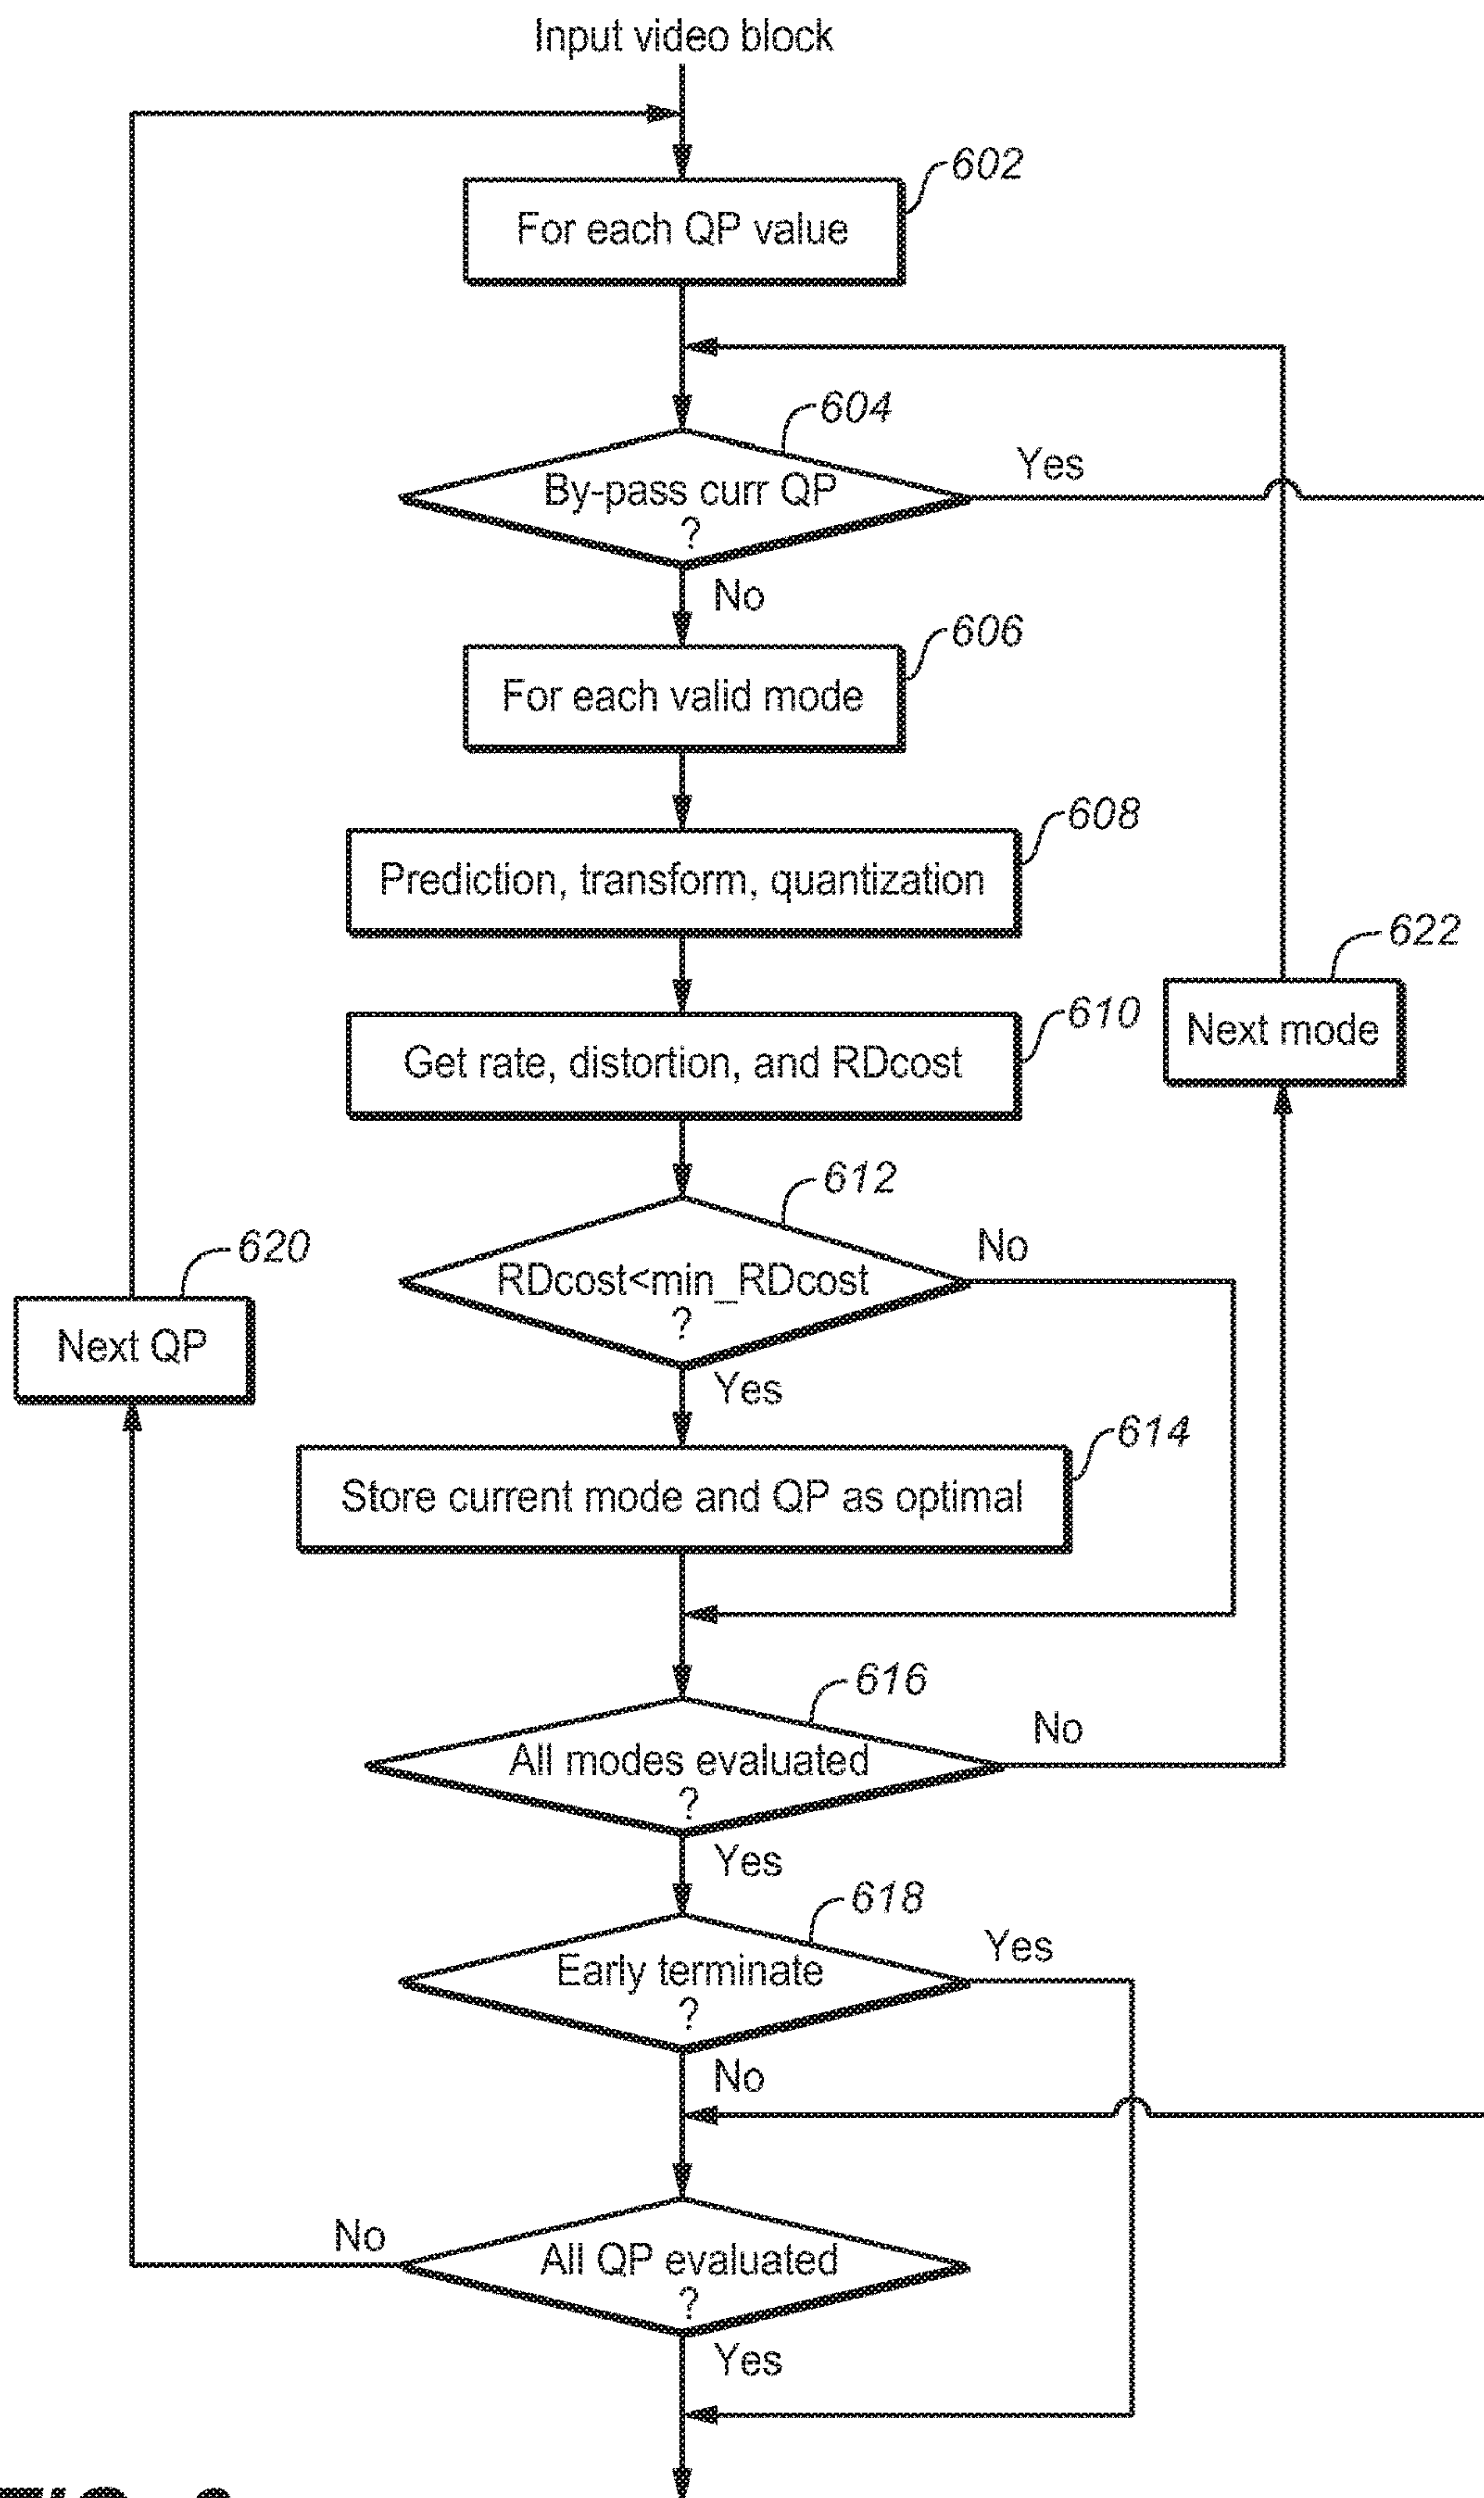 Input video block
602
For each QP value
604
By-pass curr QP
?
Yes
No
606
For each valid mode
608
Prediction, transform, quantization
622
Next mode
610
Get rate, distortion, and RDcost
612
RDcost<min_RDcost
?
No
620
Next QP
Yes
614
Store current mode and QP as optimal
616
All modes evaluated
?
No
Yes
618
Early terminate
?
Yes
No
All QP evaluated
?
No
Yes